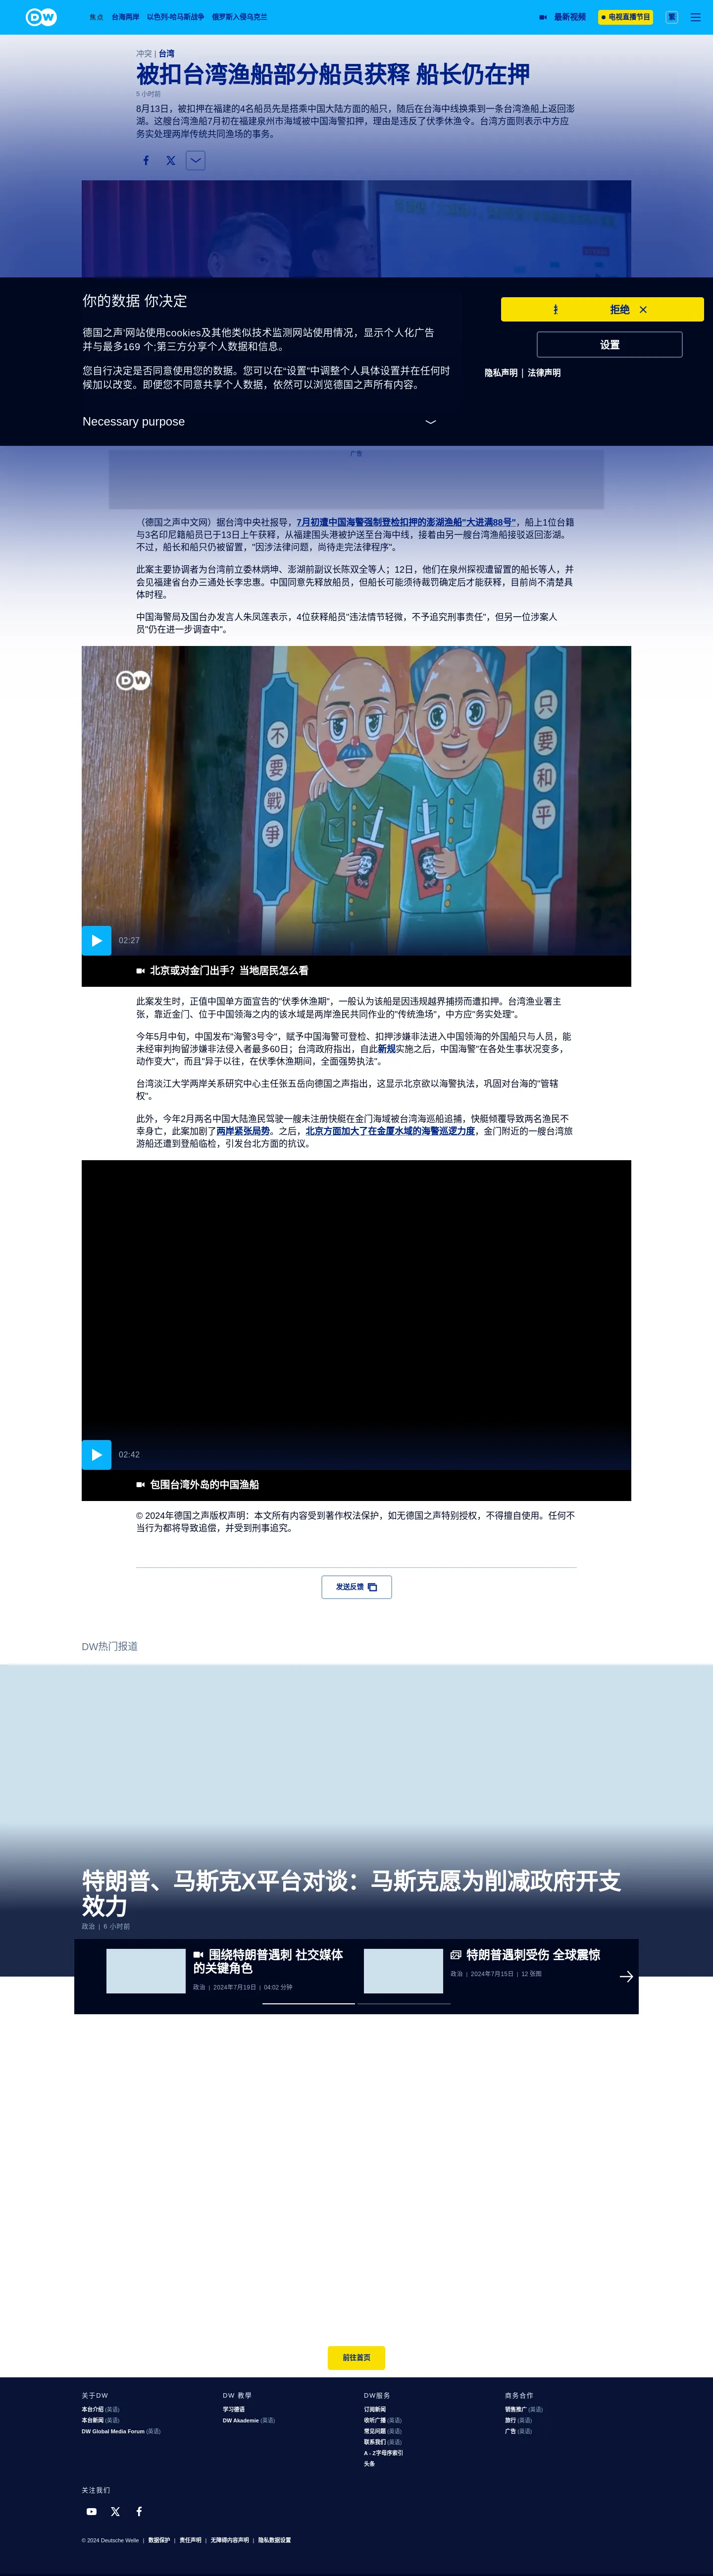 DW
焦点 台海两岸 以色列-哈马斯战争 俄罗斯入侵乌克兰
最新视频
电视直播节目
繁
冲突 | 台湾
被扣台湾渔船部分船员获释 船长仍在押
5 小时前
8月13日，被扣押在福建的4名船员先是搭乘中国大陆方面的船只，随后在台海中线换乘到一条台湾渔船上返回澎
湖。这艘台湾渔船7月初在福建泉州市海域被中国海警扣押，理由是违反了伏季休渔令。台湾方面则表示中方应
务实处理两岸传统共同渔场的事务。
你的数据 你决定
德国之声'网站使用cookies及其他类似技术监测网站使用情况，显示个人化广告
并与最多169 个;第三方分享个人数据和信息。
您自行决定是否同意使用您的数据。您可以在"设置"中调整个人具体设置并在任何时
候加以改变。即便您不同意共享个人数据，依然可以浏览德国之声所有内容。
Necessary purpose
拒绝
设置
隐私声明 | 法律声明
广告
（德国之声中文网）据台湾中央社报导，7月初遭中国海警强制登检扣押的澎湖渔船"大进满88号"，船上1位台籍
与3名印尼籍船员已于13日上午获释，从福建围头港被护送至台海中线，接着由另一艘台湾渔船接驳返回澎湖。
不过，船长和船只仍被留置，"因涉法律问题，尚待走完法律程序"。
此案主要协调者为台湾前立委林炳坤、澎湖前副议长陈双全等人；12日，他们在泉州探视遭留置的船长等人，并
会见福建省台办三通处长李忠惠。中国同意先释放船员，但船长可能须待裁罚确定后才能获释，目前尚不清楚具
体时程。
中国海警局及国台办发言人朱凤莲表示，4位获释船员"违法情节轻微，不予追究刑事责任"，但另一位涉案人
员"仍在进一步调查中"。
DW
不要戰爭
只要和平
02:27
北京或对金门出手？当地居民怎么看
此案发生时，正值中国单方面宣告的"伏季休渔期"，一般认为该船是因违规越界捕捞而遭扣押。台湾渔业署主
张，靠近金门、位于中国领海之内的该水域是两岸渔民共同作业的"传统渔场"，中方应"务实处理"。
今年5月中旬，中国发布"海警3号令"，赋予中国海警可登检、扣押涉嫌非法进入中国领海的外国船只与人员，能
未经审判拘留涉嫌非法侵入者最多60日；台湾政府指出，自此新规实施之后，中国海警"在各处生事状况变多，
动作变大"，而且"异于以往，在伏季休渔期间，全面强势执法"。
台湾淡江大学两岸关系研究中心主任张五岳向德国之声指出，这显示北京欲以海警执法，巩固对台海的"管辖
权"。
此外，今年2月两名中国大陆渔民驾驶一艘未注册快艇在金门海域被台湾海巡船追捕，快艇倾覆导致两名渔民不
幸身亡，此案加剧了两岸紧张局势。之后，北京方面加大了在金厦水域的海警巡逻力度，金门附近的一艘台湾旅
游船还遭到登船临检，引发台北方面的抗议。
02:42
包围台湾外岛的中国渔船
© 2024年德国之声版权声明：本文所有内容受到著作权法保护，如无德国之声特别授权，不得擅自使用。任何不
当行为都将导致追偿，并受到刑事追究。
发送反馈
DW热门报道
特朗普、马斯克X平台对谈：马斯克愿为削减政府开支
效力
政治 | 6 小时前
围绕特朗普遇刺 社交媒体
的关键角色
政治 | 2024年7月19日 | 04:02 分钟
特朗普遇刺受伤 全球震惊
政治 | 2024年7月15日 | 12 张图
前往首页
关于DW
本台介绍 (英语)
本台新闻 (英语)
DW Global Media Forum (英语)
DW 教學
学习德语
DW Akademie (英语)
DW服务
订阅新闻
收听广播 (英语)
常见问题 (英语)
联系我们 (英语)
A - Z字母序索引
头条
商务合作
销售推广 (英语)
旅行 (英语)
广告 (英语)
关注我们
© 2024 Deutsche Welle | 数据保护 | 责任声明 | 无障碍内容声明 | 隐私数据设置